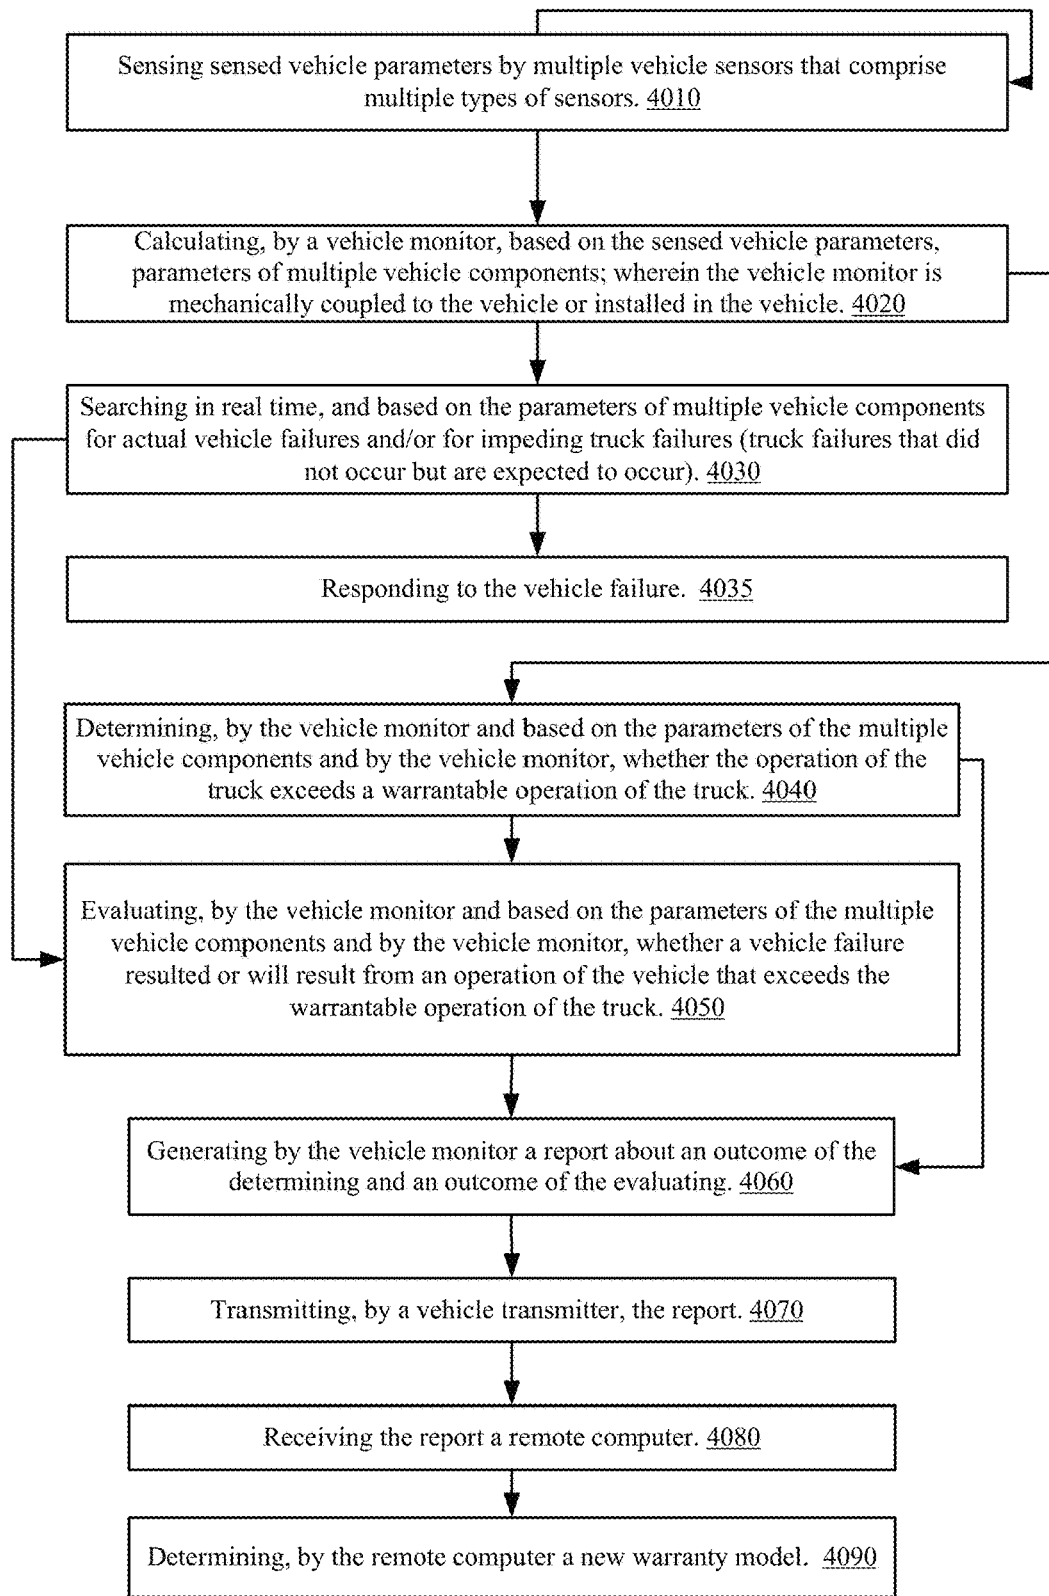 Sensing sensed vehicle parameters by multiple vehicle sensors that comprise
multiple types of sensors. 4010
Calculating, by a vehicle monitor, based on the sensed vehicle parameters,
parameters of multiple vehicle components; wherein the vehicle monitor is
mechanically coupled to the vehicle or installed in the vehicle. 4020
Searching in real time, and based on the parameters of multiple vehicle components
for actual vehicle failures and/or for impeding truck failures (truck failures that did
not occur but are expected to occur). 4030
Responding to the vehicle failure. 4035
Determining, by the vehicle monitor and based on the parameters of the multiple
vehicle components and by the vehicle monitor, whether the operation of the
truck exceeds a warrantable operation of the truck. 4040
Evaluating, by the vehicle monitor and based on the parameters of the multiple
vehicle components and by the vehicle monitor, whether a vehicle failure
resulted or will result from an operation of the vehicle that exceeds the
warrantable operation of the truck. 4050
Generating by the vehicle monitor a report about an outcome of the
determining and an outcome of the evaluating. 4060
Transmitting, by a vehicle transmitter, the report. 4070
Receiving the report a remote computer. 4080
Determining, by the remote computer a new warranty model. 4090